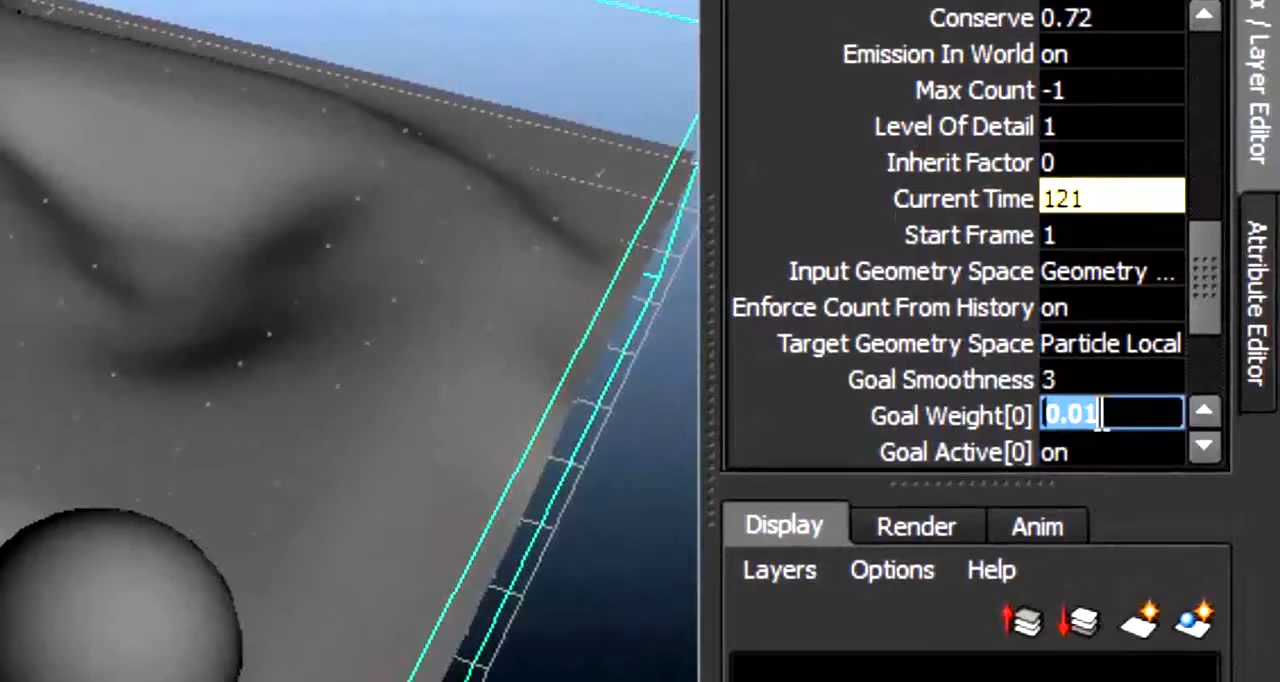 Conserve 0.72
Emission In World on
Max Count -1
Level Of Detail 1
Inherit Factor 0
Current Time 121
Start Frame 1
Input Geometry Space Geometry ...
Enforce Count From History on
Target Geometry Space Particle Local
Goal Smoothness 3
Goal Weight[0] 0.01
Goal Active[0] on
x / Layer Editor
Attribute Editor
Display Render Anim
Layers Options Help